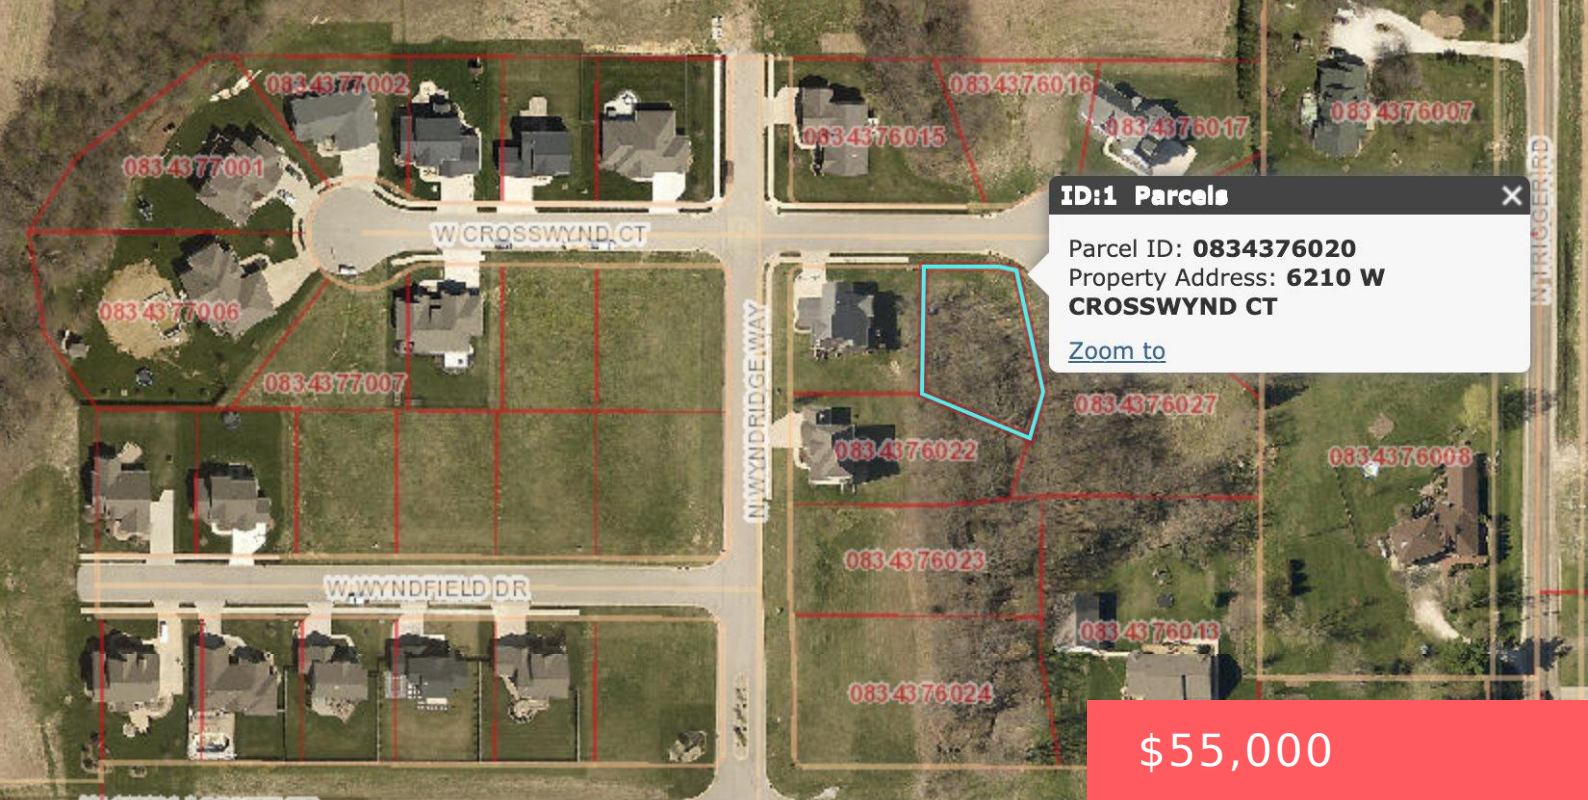 0834377002
0834376016
0834376007
0834376015
0834376017
0834377001
ID:1 Parcels
W CROSSWYND CT
Parcel ID: 0834376020
Property Address: 6210 W
CROSSWYND CT
Zoom to
N TRIGGER RD
0834377006
0834377007
N WYNDRIDGE WAY
0834376027
0834376022
0834376008
0834376023
W WYNDFIELD DR
0834376013
0834376024
$55,000